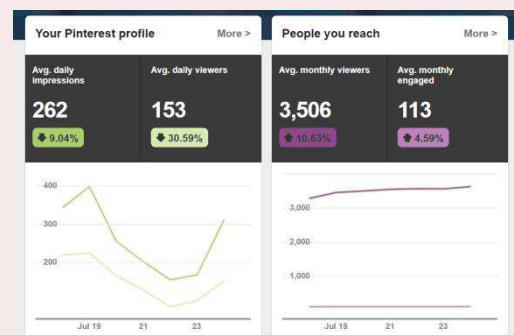 Your Pinterest profile More >
Avg. daily impressions
262
9.04%
Avg. daily viewers
153
30.59%
400
300
200
Jul 19 21 23
People you reach More >
Avg. monthly viewers
3,506
10.63%
Avg. monthly engaged
113
4.59%
3,000
2,000
1,000
Jul 19 21 23